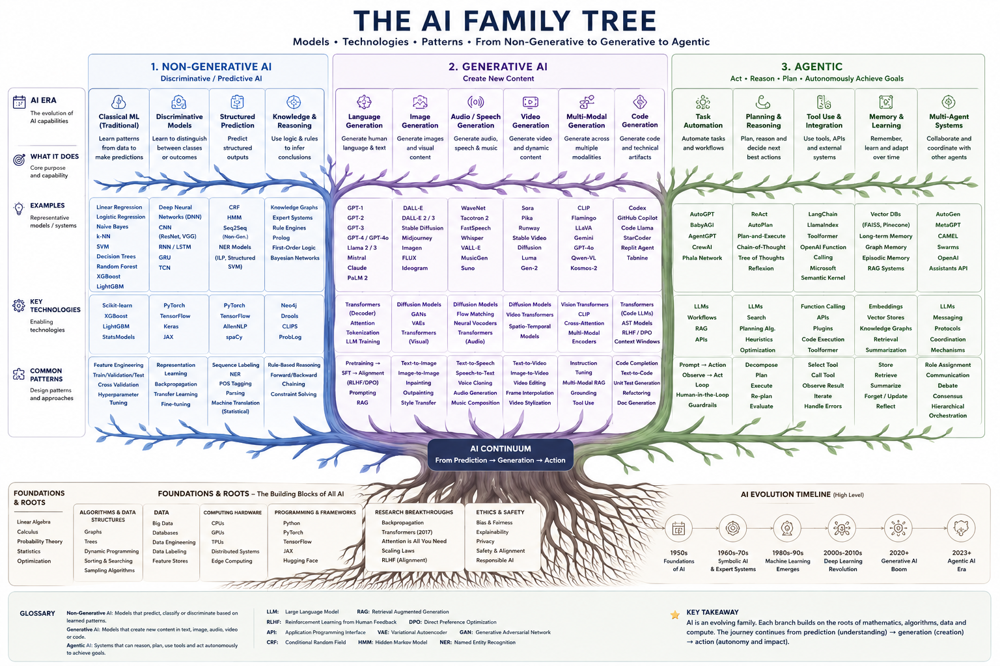 THE AI FAMILY TREE
Models • Technologies • Patterns • From Non-Generative to Generative to Agentic
AI ERA
The evolution of
AI capabilities
WHAT IT DOES
Core purpose
and capability
EXAMPLES
Representative
models / systems
KEY
TECHNOLOGIES
Enabling
technologies
COMMON
PATTERNS
Design patterns
and approaches
1. NON-GENERATIVE AI
Discriminative / Predictive AI
Classical ML
(Traditional)
Learn patterns
from data to
make predictions
Discriminative
Models
Learn to distinguish
between classes
or outcomes
Structured
Prediction
Predict
structured
outputs
Knowledge &
Reasoning
Use logic & rules
to infer
conclusions
Linear Regression
Logistic Regression
Naive Bayes
k-NN
SVM
Decision Trees
Random Forest
XGBoost
LightGBM
Deep Neural
Networks (DNN)
CNN
(ResNet, VGG)
RNN / LSTM
GRU
TCN
CRF
HMM
Seq2Seq
(Non-Gen.)
NER Models
(ILP, Structured
SVM)
Knowledge Graphs
Expert Systems
Rule Engines
Prolog
First-Order Logic
Bayesian Networks
Scikit-learn
XGBoost
LightGBM
StatsModels
PyTorch
TensorFlow
Keras
JAX
PyTorch
TensorFlow
AllenNLP
spaCy
Neo4j
Drools
CLIPS
ProbLog
Feature Engineering
Train/Validation/Test
Cross Validation
Hyperparameter
Tuning
Representation
Learning
Backpropagation
Transfer Learning
Fine-tuning
Sequence Labeling
NER
POS Tagging
Parsing
Machine Translation
(Statistical)
Rule-Based Reasoning
Forward/Backward
Chaining
Constraint Solving
2. GENERATIVE AI
Create New Content
Language
Generation
Generate human
language & text
Image
Generation
Generate images
and visual
content
Audio / Speech
Generation
Generate audio,
speech & music
Video
Generation
Generate video
and dynamic
content
Multi-Modal
Generation
Generate across
multiple
modalities
Code
Generation
Generate code
and technical
artifacts
GPT-1
GPT-2
GPT-3
GPT-4 / GPT-4o
Llama 2 / 3
Mistral
Claude
PaLM 2
DALL-E
DALL-E 2 / 3
Stable Diffusion
Midjourney
Imagen
FLUX
Ideogram
WaveNet
Tacotron 2
FastSpeech
Whisper
VALL-E
MusicGen
Suno
Sora
Pika
Runway
Stable Video
Diffusion
Luma
Gen-2
CLIP
Flamingo
LLaVA
Gemini
GPT-4o
Qwen-VL
Kosmos-2
Codex
GitHub Copilot
Code Llama
StarCoder
Replit Agent
Tabnine
Transformers
(Decoder)
Attention
Tokenization
LLM Training
Diffusion Models
GANs
VAEs
Transformers
(Visual)
Diffusion Models
Flow Matching
Neural Vocoders
Transformers
(Audio)
Diffusion Models
Video Transformers
Spatio-Temporal
Models
Vision Transformers
CLIP
Cross-Attention
Multi-Modal
Encoders
Transformers
(Code LLMs)
AST Models
RLHF / DPO
Context Windows
Pretraining →
SFT → Alignment
(RLHF/DPO)
Prompting
RAG
Text-to-Image
Image-to-Image
Inpainting
Outpainting
Style Transfer
Text-to-Speech
Speech-to-Text
Voice Cloning
Audio Generation
Music Composition
Text-to-Video
Image-to-Video
Video Editing
Frame Interpolation
Video Stylization
Instruction
Tuning
Multi-Modal RAG
Grounding
Tool Use
Code Completion
Text-to-Code
Unit Test Generation
Refactoring
Doc Generation
3. AGENTIC
Act • Reason • Plan • Autonomously Achieve Goals
Task
Automation
Automate tasks
and workflows
Planning &
Reasoning
Plan, reason and
decide next
best actions
Tool Use &
Integration
Use tools, APIs
and external
systems
Memory &
Learning
Remember,
learn and adapt
over time
Multi-Agent
Systems
Collaborate and
coordinate with
other agents
AutoGPT
BabyAGI
AgentGPT
CrewAI
Phala Network
ReAct
AutoPlan
Plan-and-Execute
Chain-of-Thought
Tree of Thoughts
Reflexion
LangChain
LlamaIndex
Toolformer
OpenAI Function
Calling
Microsoft
Semantic Kernel
Vector DBs
(FAISS, Pinecone)
Long-term Memory
Graph Memory
Episodic Memory
RAG Systems
AutoGen
MetaGPT
CAMEL
Swarms
OpenAI
Assistants API
LLMs
Workflows
RAG
APIs
LLMs
Search
Planning Alg.
Heuristics
Optimization
Function Calling
APIs
Plugins
Code Execution
Toolformer
Embeddings
Vector Stores
Knowledge Graphs
Retrieval
Summarization
LLMs
Messaging
Protocols
Coordination
Mechanisms
Prompt → Action
Observe → Act
Loop
Human-in-the-Loop
Guardrails
Decompose
Plan
Execute
Re-plan
Evaluate
Select Tool
Call Tool
Observe Result
Iterate
Handle Errors
Store
Retrieve
Summarize
Forget / Update
Reflect
Role Assignment
Communication
Debate
Consensus
Hierarchical
Orchestration
AI CONTINUUM
From Prediction → Generation → Action
FOUNDATIONS
& ROOTS
Linear Algebra
Calculus
Probability Theory
Statistics
Optimization
FOUNDATIONS & ROOTS – The Building Blocks of All AI
ALGORITHMS & DATA
STRUCTURES
Graphs
Trees
Dynamic Programming
Sorting & Searching
Sampling Algorithms
DATA
Big Data
Databases
Data Engineering
Data Labeling
Feature Stores
COMPUTING HARDWARE
CPUs
GPUs
TPUs
Distributed Systems
Edge Computing
PROGRAMMING & FRAMEWORKS
Python
PyTorch
TensorFlow
JAX
Hugging Face
RESEARCH BREAKTHROUGHS
Backpropagation
Transformers (2017)
Attention is All You Need
Scaling Laws
RLHF (Alignment)
ETHICS & SAFETY
Bias & Fairness
Explainability
Privacy
Safety & Alignment
Responsible AI
AI EVOLUTION TIMELINE (High Level)
1950s
Foundations
of AI
1960s-70s
Symbolic AI
& Expert Systems
1980s-90s
Machine Learning
Emerges
2000s-2010s
Deep Learning
Revolution
2020+
Generative AI
Boom
2023+
Agentic AI
Era
GLOSSARY
Non-Generative AI: Models that predict, classify or discriminate based on
learned patterns.
Generative AI: Models that create new content in text, image, audio, video
or code.
Agentic AI: Systems that can reason, plan, use tools and act autonomously
to achieve goals.
LLM: Large Language Model RAG: Retrieval Augmented Generation
RLHF: Reinforcement Learning from Human Feedback DPO: Direct Preference Optimization
API: Application Programming Interface VAE: Variational Autoencoder GAN: Generative Adversarial Network
CRF: Conditional Random Field HMM: Hidden Markov Model NER: Named Entity Recognition
KEY TAKEAWAY
AI is an evolving family. Each branch builds on the roots of mathematics, algorithms, data and
compute. The journey continues from prediction (understanding) → generation (creation)
→ action (autonomy and impact).